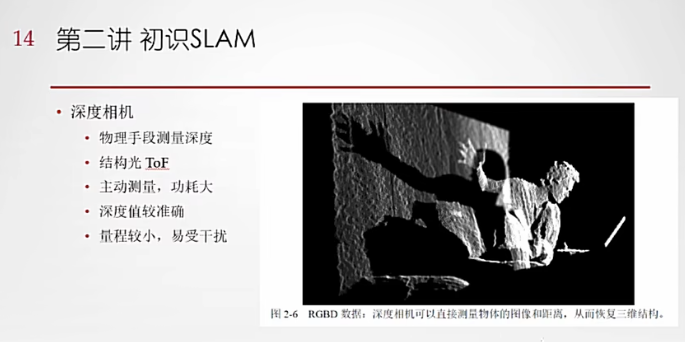 14 第二讲 初识SLAM
• 深度相机
• 物理手段测量深度
• 结构光 ToF
• 主动测量，功耗大
• 深度值较准确
• 量程较小，易受干扰
图 2-6 RGBD 数据：深度相机可以直接测量物体的图像和距离，从而恢复三维结构。